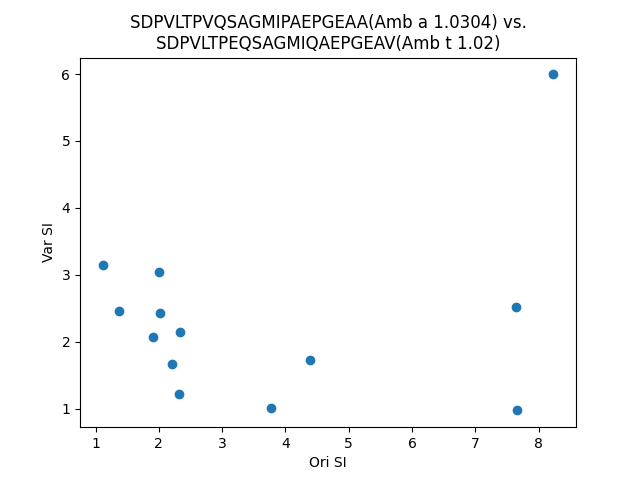 SDPVLTPVQSAGMIPAEPGEAA(Amb a 1.0304) vs.
SDPVLTPEQSAGMIQAEPGEAV(Amb t 1.02)
6
5
4
3
2
1
Var SI
1 2 3 4 5 6 7 8
Ori SI